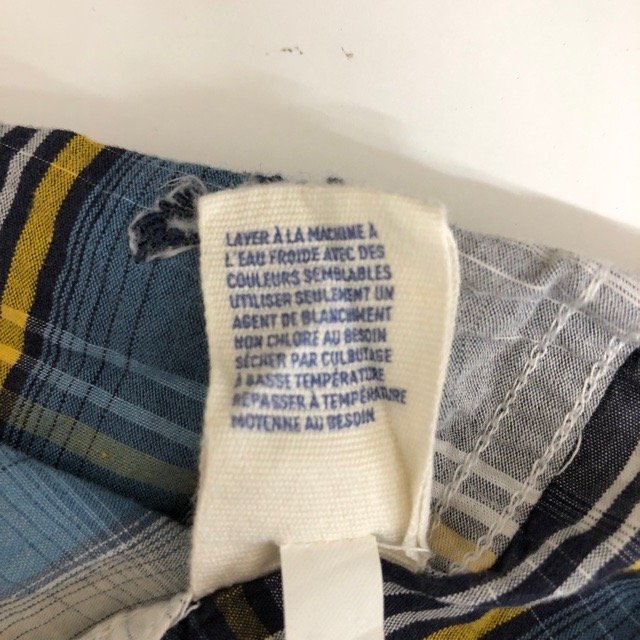 LAVER À LA MACHINE À
L'EAU FROIDE AVEC DES
COULEURS SEMBLABLES
UTILISER SEULEMENT UN
AGENT DE BLANCHIMENT
NON CHLORÉ AU BESOIN
SÉCHER PAR CULBUTAGE
À BASSE TEMPÉRATURE
REPASSER À TEMPÉRATURE
MOYENNE AU BESOIN